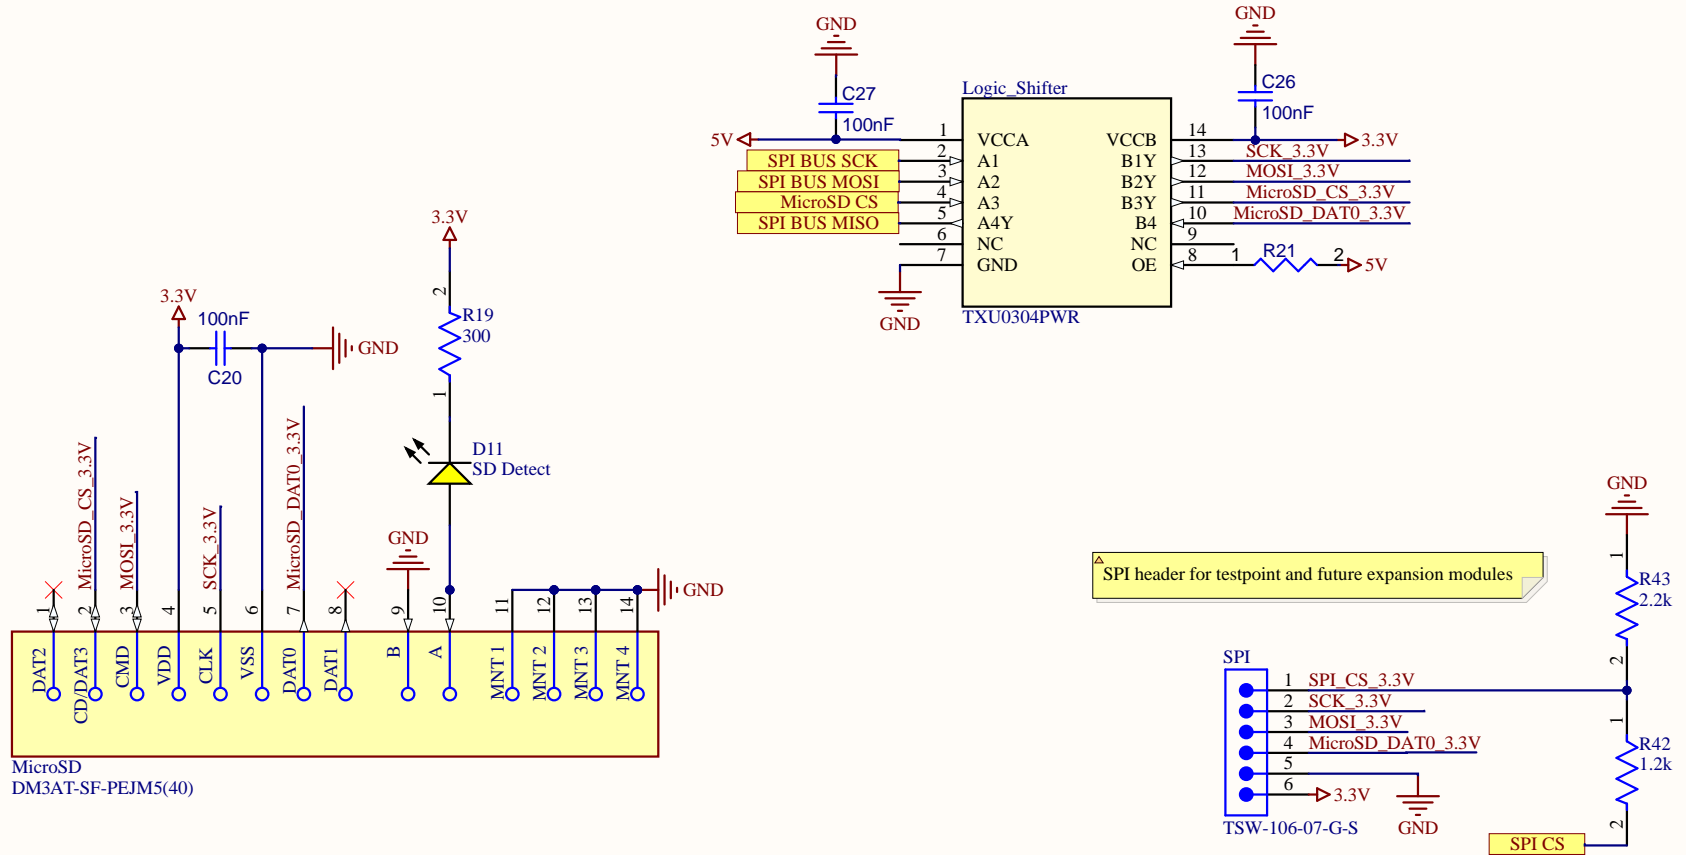 GND
C27
100nF
5V
Logic_Shifter
GND
C26
100nF
3.3V
1
VCCA
VCCB
14
SPI BUS SCK
2
A1
B1Y
13
SCK_3.3V
SPI BUS MOSI
3
A2
B2Y
12
MOSI_3.3V
MicroSD CS
4
A3
B3Y
11
MicroSD_CS_3.3V
SPI BUS MISO
5
A4Y
B4
10
MicroSD_DAT0_3.3V
6
NC
NC
9
7
GND
OE
8
1
R21
2
5V
GND
TXU0304PWR
3.3V
2
R19
300
1
3.3V
100nF
C20
GND
D11
SD Detect
MicroSD_CS_3.3V
MOSI_3.3V
SCK_3.3V
MicroSD_DAT0_3.3V
GND
GND
1
2
3
4
5
6
7
8
9
10
11
12
13
14
DAT2
CD/DAT3
CMD
VDD
CLK
VSS
DAT0
DAT1
B
A
MNT 1
MNT 2
MNT 3
MNT 4
MicroSD
DM3AT-SF-PEJM5(40)
SPI header for testpoint and future expansion modules
GND
1
R43
2.2k
2
SPI
1
SPI_CS_3.3V
2
SCK_3.3V
3
MOSI_3.3V
4
MicroSD_DAT0_3.3V
5
6
3.3V
GND
TSW-106-07-G-S
1
R42
1.2k
2
SPI CS